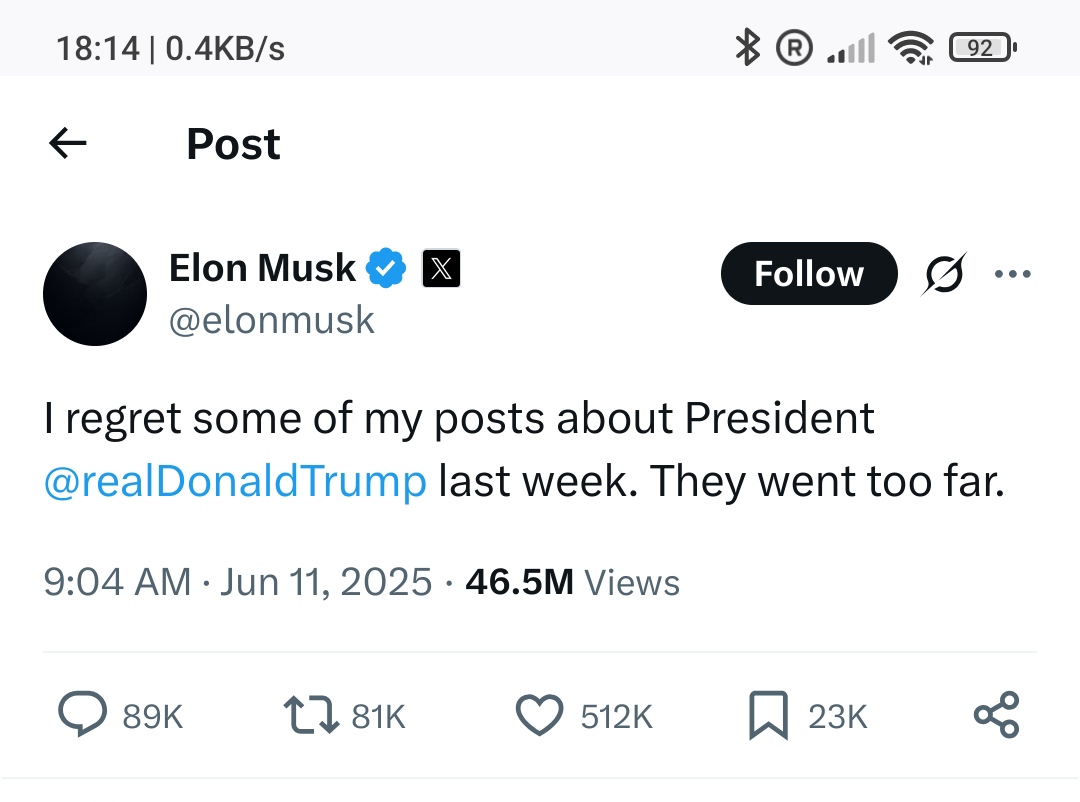 18:14 | 0.4KB/s
92
Post
Elon Musk
Follow
@elonmusk
I regret some of my posts about President
@realDonaldTrump last week. They went too far.
9:04 AM · Jun 11, 2025 · 46.5M Views
89K 81K 512K 23K